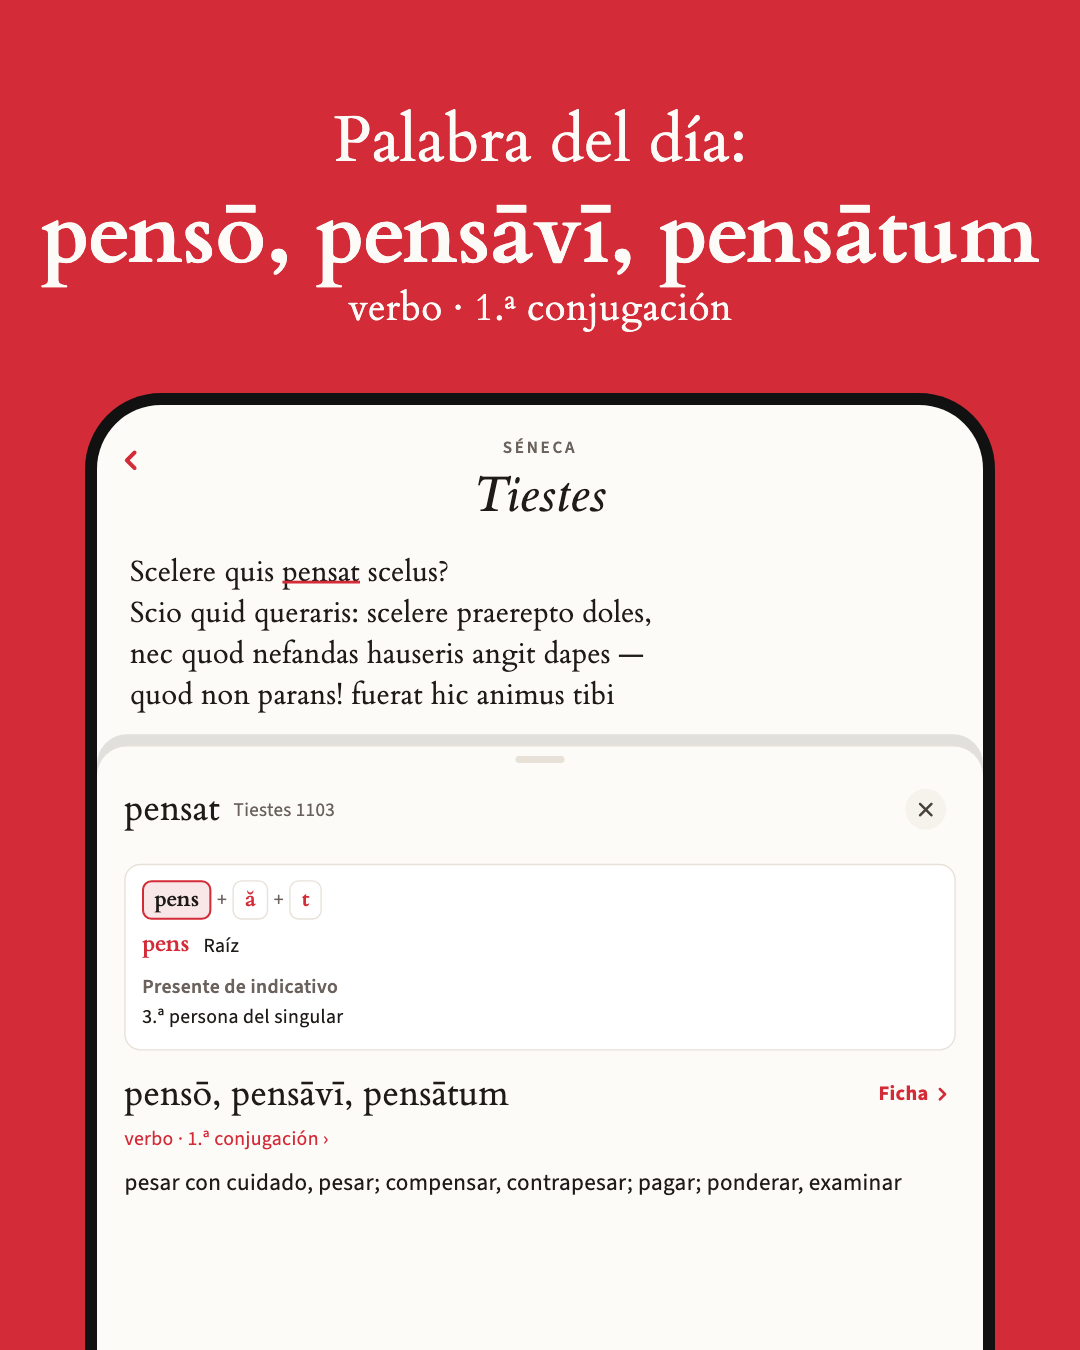 Palabra del día:
pensō, pensāvī, pensātum
verbo · 1.ª conjugación
SÉNECA
Tiestes
Scelere quis pensat scelus?
Scio quid queraris: scelere praerepto doles,
nec quod nefandas hauseris angit dapes —
quod non parans! fuerat hic animus tibi
pensat Tiestes 1103
pens + ă + t
pens Raíz
Presente de indicativo
3.ª persona del singular
pensō, pensāvī, pensātum
Ficha
verbo · 1.ª conjugación ›
pesar con cuidado, pesar; compensar, contrapesar; pagar; ponderar, examinar